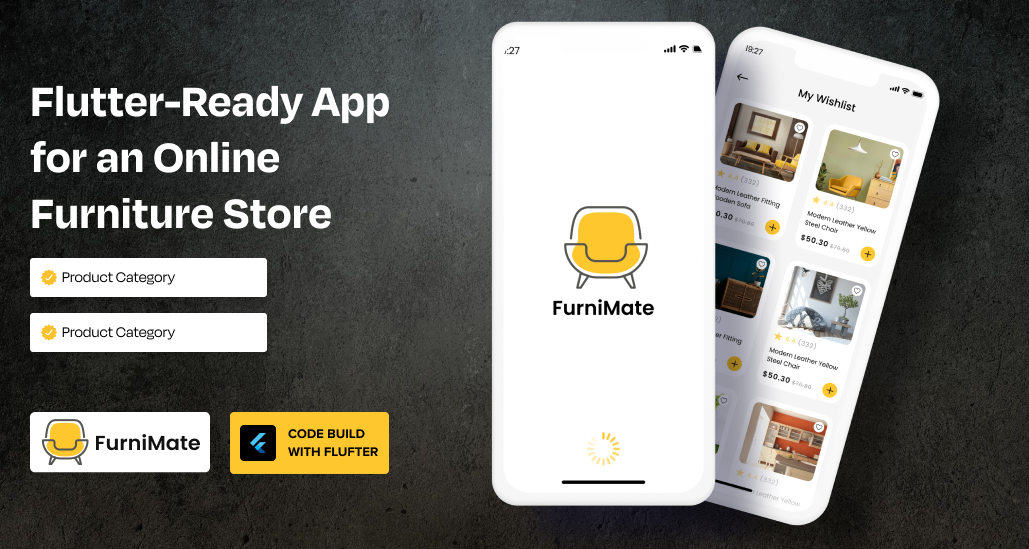 Flutter-Ready App
for an Online
Furniture Store
Product Category
Product Category
FurniMate
CODE BUILD
WITH FLUFTER
:27
FurniMate
19:27
My Wishlist
4.4 (332)
Modern Leather Fitting
Wooden Sofa
0.30 $70.80
4.4 (332)
Modern Leather Yellow
Steel Chair
$50.30 $70.80
Fitting
4.4 (332)
Modern Leather Yellow
Steel Chair
$50.30 $70.80
4.4 (332)
Leather Yellow